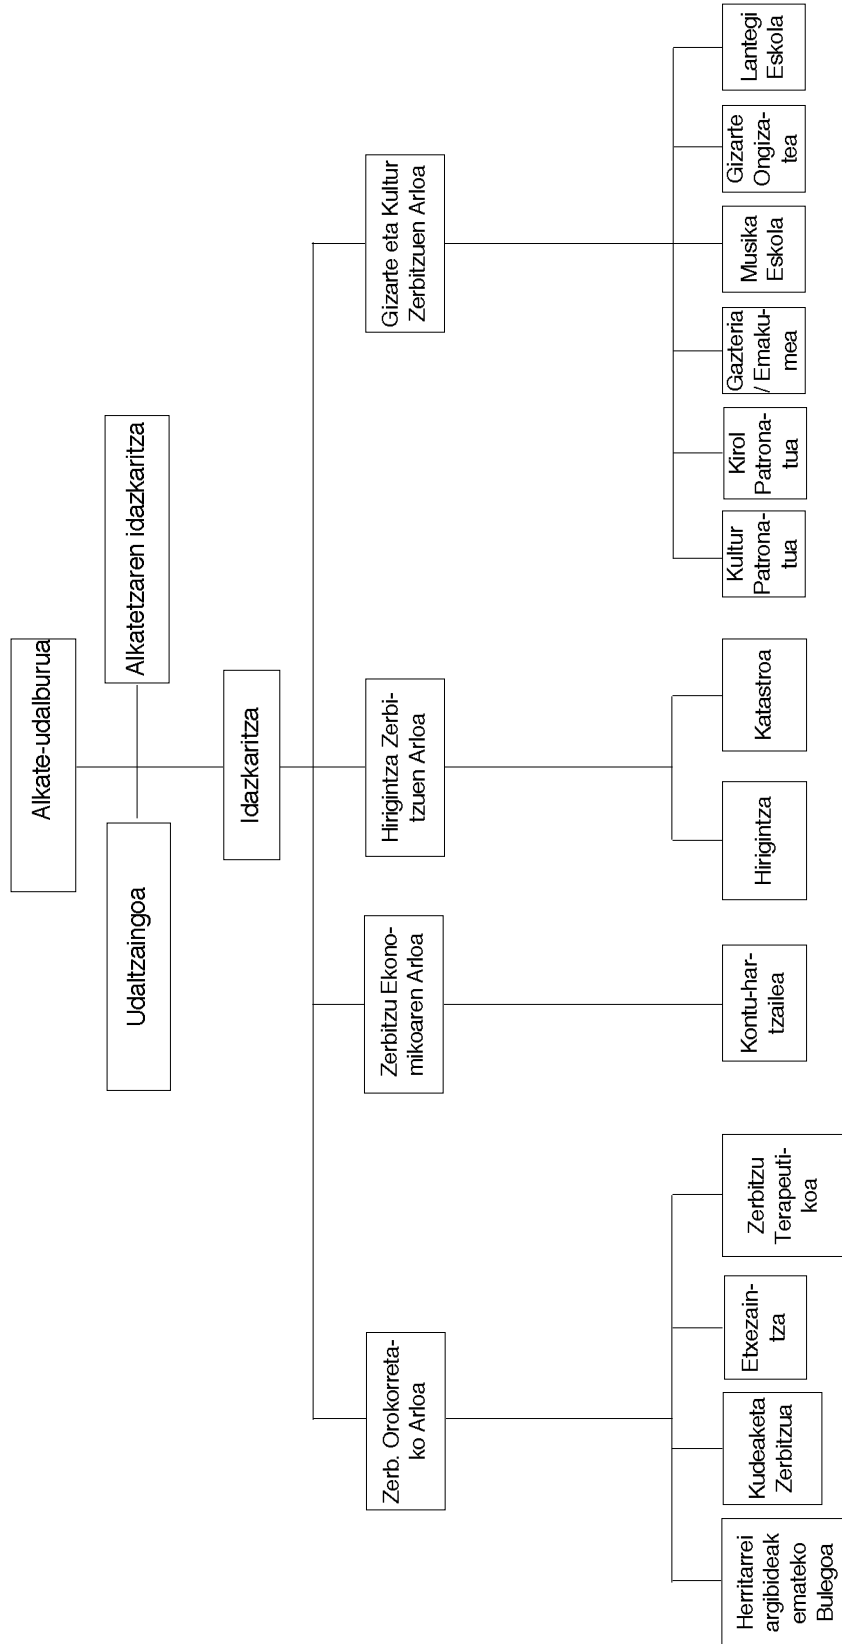 Alkate-udalburua
Udaltzaingoa
Alkatetzaren idazkaritza
Idazkaritza
Zerb. Orokorreta-
ko Arloa
Zerbitzu Ekono-
mikoaren Arloa
Hirigintza Zerbi-
tzuen Arloa
Gizarte eta Kultur
Zerbitzuen Arloa
Herritarrei
argibideak
emateko
Bulegoa
Kudeaketa
Zerbitzua
Etxezain-
tza
Zerbitzu
Terapeuti-
koa
Kontu-har-
tzailea
Hirigintza
Katastroa
Kultur
Patrona-
tua
Kirol
Patrona-
tua
Gazteria
/ Emaku-
mea
Musika
Eskola
Gizarte
Ongiza-
tea
Lantegi
Eskola